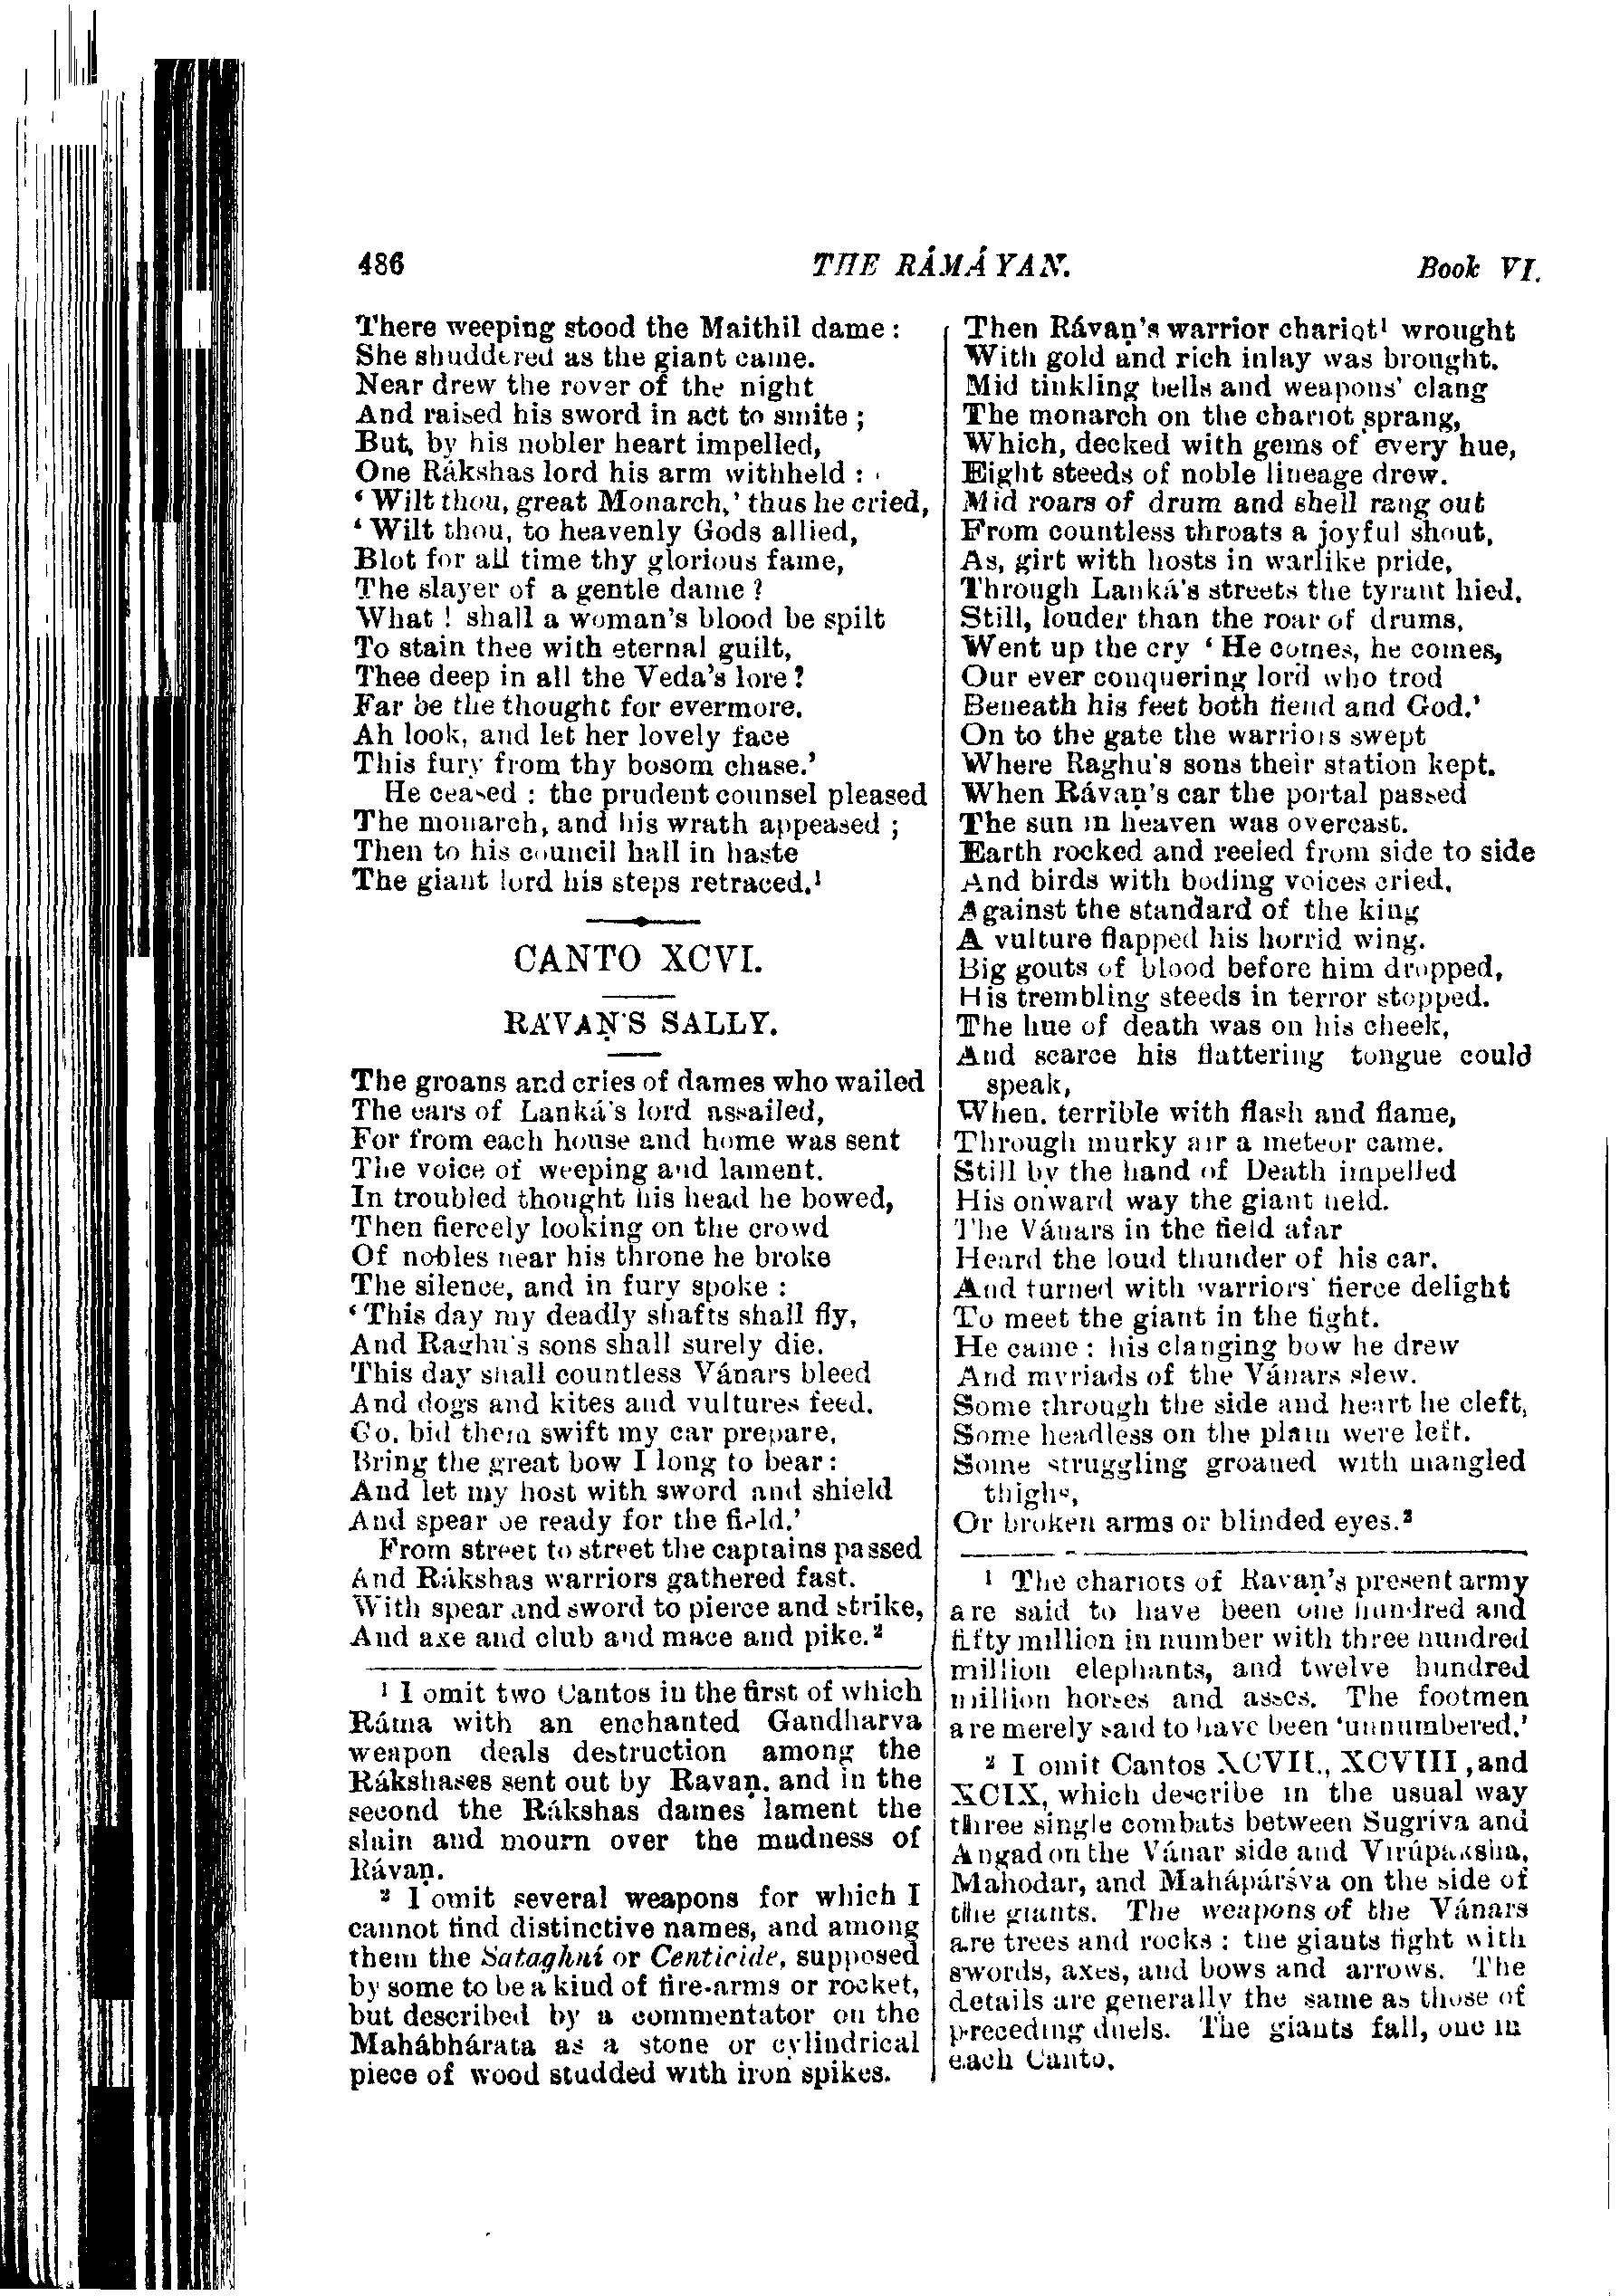 486 THE RÁMÁYAN. Book VI.
There weeping stood the Maithil dame :
She shuddered as the giant came.
Near drew the rover of the night
And raised his sword in act to smite ;
But, by his nobler heart impelled,
One Rákshas lord his arm withheld :
‘ Wilt thou, great Monarch,’ thus he cried,
‘ Wilt thou, to heavenly Gods allied,
Blot for all time thy glorious fame,
The slayer of a gentle dame ?
What ! shall a woman’s blood be spilt
To stain thee with eternal guilt,
Thee deep in all the Veda’s lore ?
Far be the thought for evermore.
Ah look, and let her lovely face
This fury from thy bosom chase.’
He ceased : the prudent counsel pleased
The monarch, and his wrath appeased ;
Then to his council hall in haste
The giant lord his steps retraced.¹
CANTO XCVI.
RAVAṆ'S SALLY.
The groans and cries of dames who wailed
The ears of Lanká's lord assailed,
For from each house and home was sent
The voice of weeping and lament.
In troubled thought his head he bowed,
Then fiercely looking on the crowd
Of nobles near his throne he broke
The silence, and in fury spoke :
‘ This day my deadly shafts shall fly,
And Raghu's sons shall surely die.
This day shall countless Vánars bleed
And dogs and kites and vultures feed.
Go, bid them swift my car prepare,
Bring the great bow I long to bear :
And let my host with sword and shield
And spear be ready for the field.’
From street to street the captains passed
And Rákshas warriors gathered fast.
With spear and sword to pierce and strike,
And axe and club and mace and pike.²
¹ I omit two Cantos in the first of which
Ráma with an enchanted Gandharva
weapon deals destruction among the
Rákshases sent out by Ravaṇ, and in the
second the Rákshas dames lament the
slain and mourn over the madness of
Rávaṇ.
² I omit several weapons for which I
cannot find distinctive names, and among
them the Sataghní or Centicide, supposed
by some to be a kind of fire-arms or rocket,
but described by a commentator on the
Mahábhárata as a stone or cylindrical
piece of wood studded with iron spikes.
Then Rávaṇ’s warrior chariot¹ wrought
With gold and rich inlay was brought.
Mid tinkling bells and weapons’ clang
The monarch on the chariot sprang,
Which, decked with gems of every hue,
Eight steeds of noble lineage drew.
Mid roars of drum and shell rang out
From countless throats a joyful shout,
As, girt with hosts in warlike pride,
Through Lanká's streets the tyrant hied.
Still, louder than the roar of drums,
Went up the cry ‘ He comes, he comes,
Our ever conquering lord who trod
Beneath his feet both fiend and God.’
On to the gate the warriors swept
Where Raghu's sons their station kept.
When Rávaṇ’s car the portal passed
The sun in heaven was overcast.
Earth rocked and reeled from side to side
And birds with boding voices cried.
Against the standard of the king
A vulture flapped his horrid wing.
Big gouts of blood before him dropped,
His trembling steeds in terror stopped.
The hue of death was on his cheek,
And scarce his flattering tongue could
speak,
When, terrible with flash and flame,
Through murky air a meteor came.
Still by the hand of Death impelled
His onward way the giant held.
The Vánars in the field afar
Heard the loud thunder of his car.
And turned with warriors' fierce delight
To meet the giant in the fight.
He came : his clanging bow he drew
And myriads of the Vánars slew.
Some through the side and heart he cleft,
Some headless on the plain were left.
Some struggling groaned with mangled
thighs,
Or broken arms or blinded eyes.²
¹ The chariots of Ravaṇ’s present army
are said to have been one hundred and
fifty million in number with three hundred
million elephants, and twelve hundred
million horses and asses. The footmen
are merely said to have been ‘unnumbered.’
² I omit Cantos XCVII., XCVIII, and
XCIX, which describe in the usual way
three single combats between Sugríva and
Angad on the Vánar side and Virúpaksha,
Mahodar, and Mahápárśva on the side of
the giants. The weapons of the Vánars
are trees and rocks : the giants fight with
swords, axes, and bows and arrows. The
details are generally the same as those of
preceding duels. The giants fall, one in
each Canto.